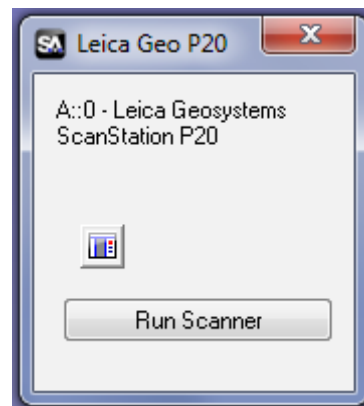 SA Leica Geo P20
A::0 - Leica Geosystems
ScanStation P20
Run Scanner